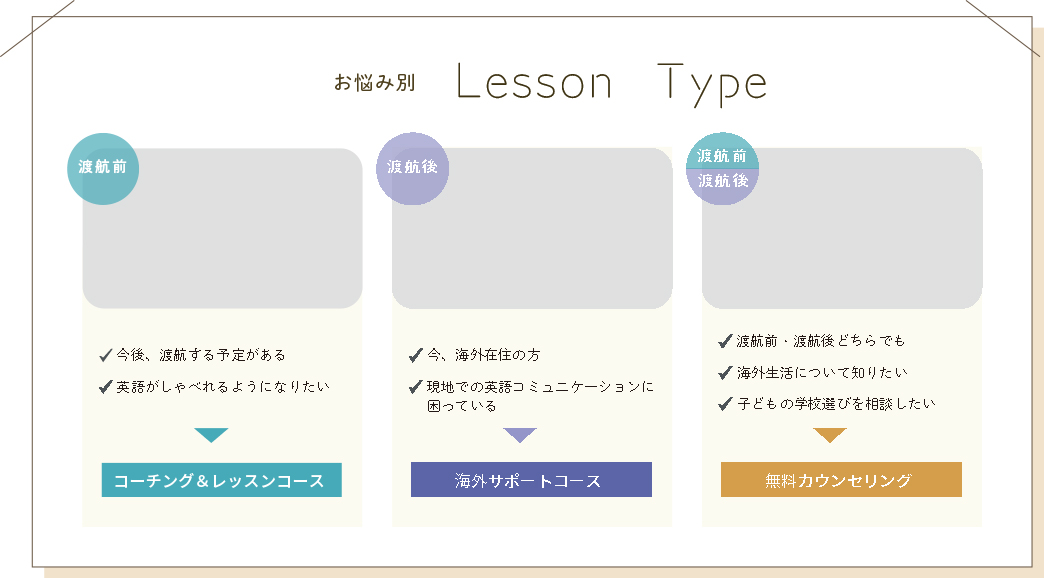 お悩み別 Lesson Type
渡航前
今後、渡航する予定がある
英語がしゃべれるようになりたい
コーチング&レッスンコース
渡航後
今、海外在住の方
現地での英語コミュニケーションに
困っている
海外サポートコース
渡航前
渡航後
渡航前・渡航後どちらでも
海外生活について知りたい
子どもの学校選びを相談したい
無料カウンセリング